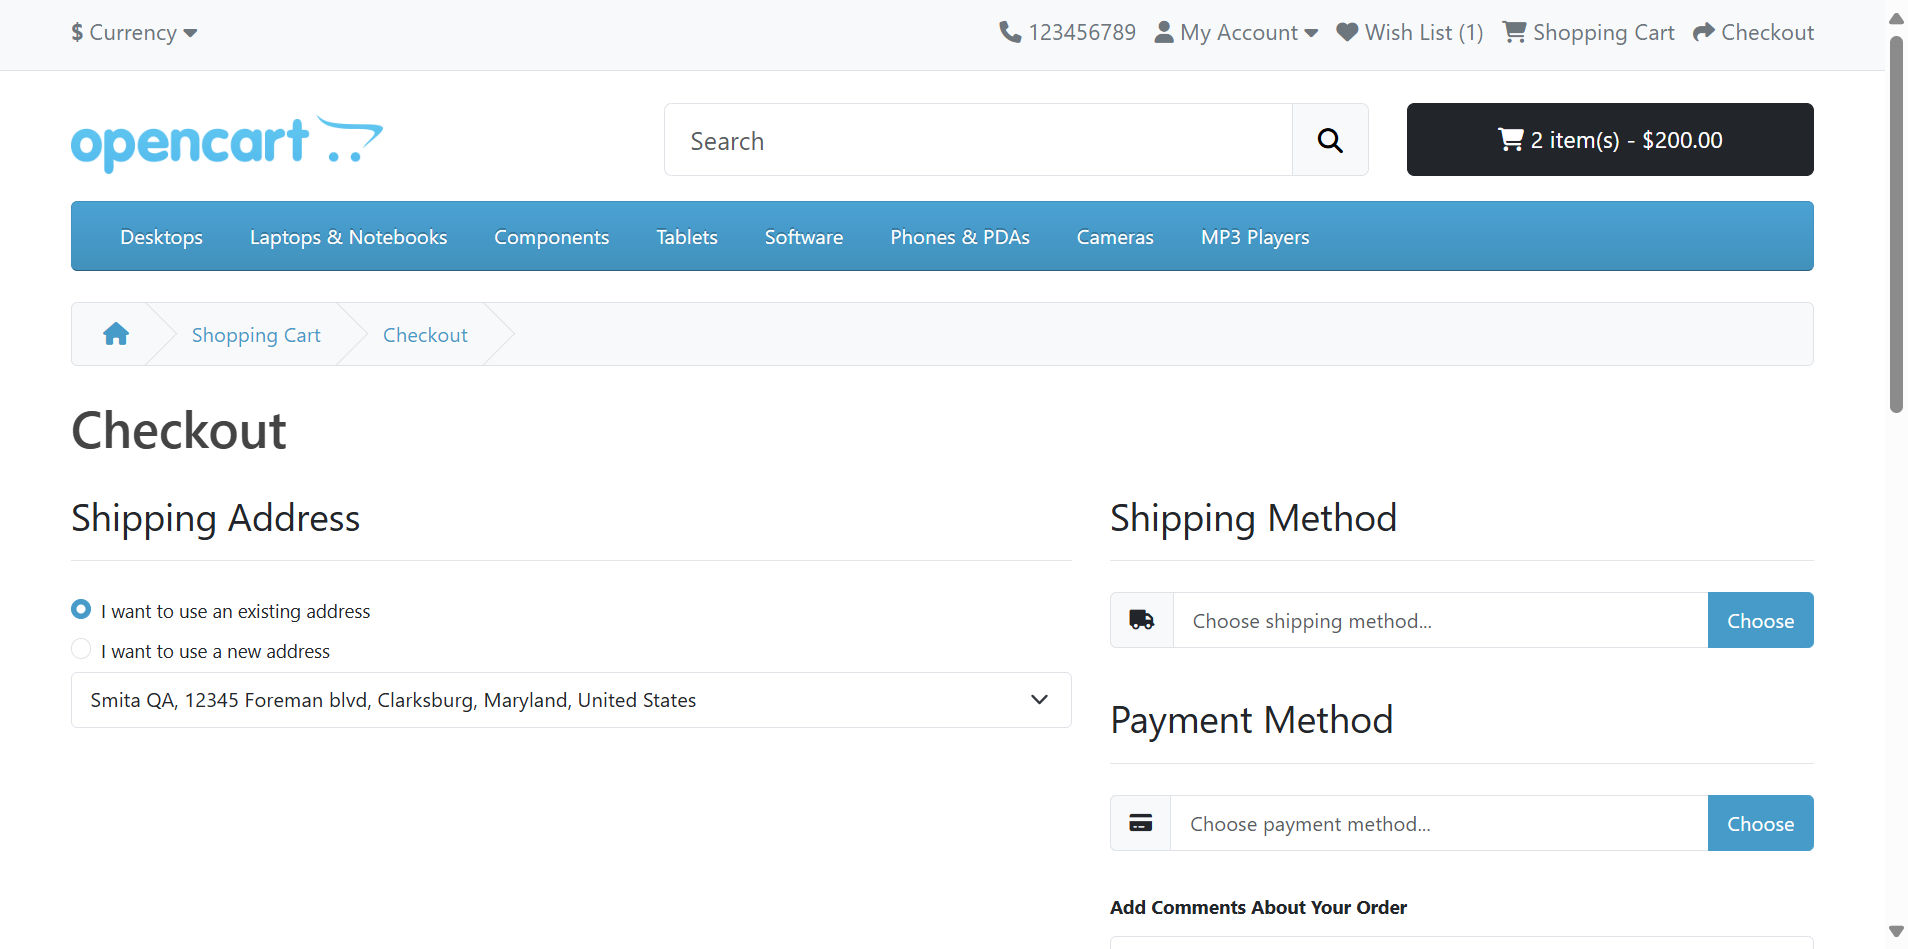 $ Currency
123456789 My Account Wish List (1) Shopping Cart Checkout
opencart
Search
2 item(s) - $200.00
Desktops Laptops & Notebooks Components Tablets Software Phones & PDAs Cameras MP3 Players
Shopping Cart Checkout
Checkout
Shipping Address
I want to use an existing address
I want to use a new address
Smita QA, 12345 Foreman blvd, Clarksburg, Maryland, United States
Shipping Method
Choose shipping method... Choose
Payment Method
Choose payment method... Choose
Add Comments About Your Order